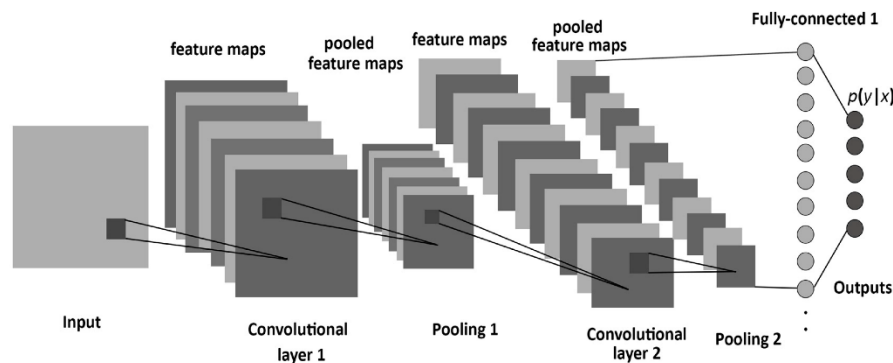 Fully-connected 1
feature maps
pooled
feature maps
feature maps
pooled
feature maps
p(y|x)
Input
Convolutional
layer 1
Pooling 1
Convolutional
layer 2
Pooling 2
Outputs